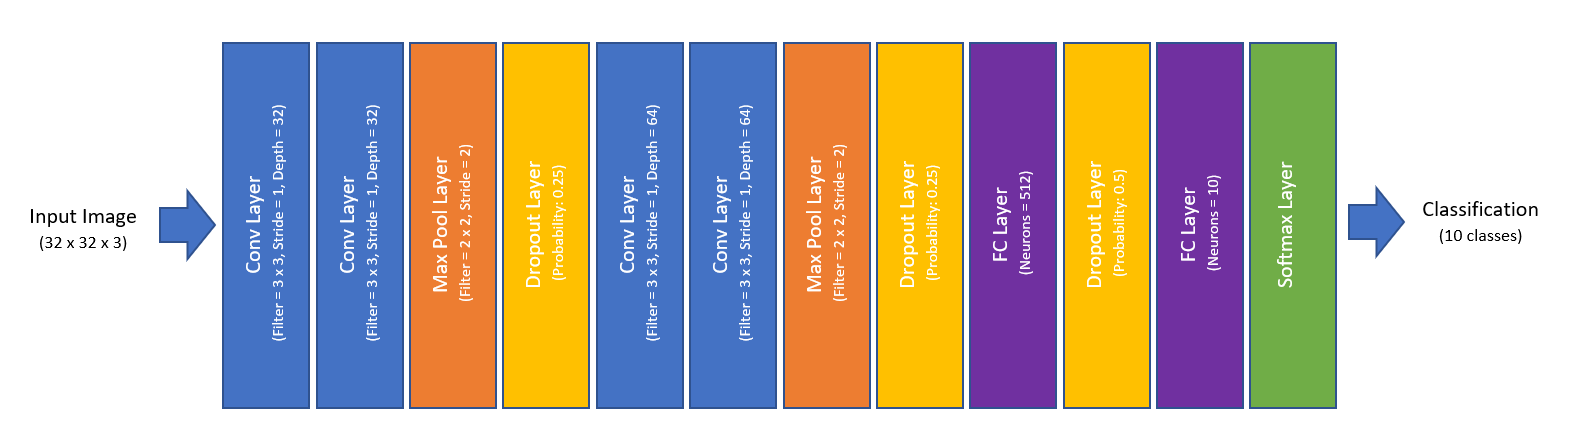 Input Image
(32 x 32 x 3)
Conv Layer
(Filter = 3 x 3, Stride = 1, Depth = 32)
Conv Layer
(Filter = 3 x 3, Stride = 1, Depth = 32)
Max Pool Layer
(Filter = 2 x 2, Stride = 2)
Dropout Layer
(Probability: 0.25)
Conv Layer
(Filter = 3 x 3, Stride = 1, Depth = 64)
Conv Layer
(Filter = 3 x 3, Stride = 1, Depth = 64)
Max Pool Layer
(Filter = 2 x 2, Stride = 2)
Dropout Layer
(Probability: 0.25)
FC Layer
(Neurons = 512)
Dropout Layer
(Probability: 0.5)
FC Layer
(Neurons = 10)
Softmax Layer
Classification
(10 classes)